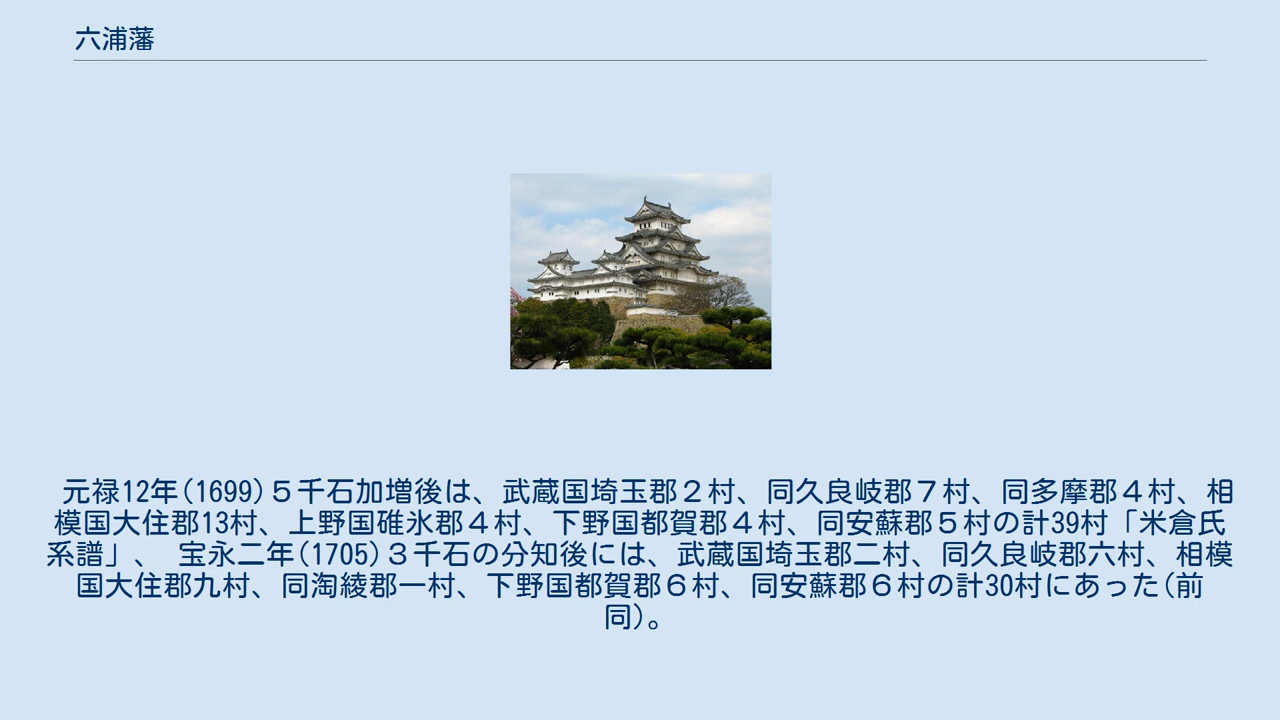 六浦藩
元禄12年(1699)５千石加増後は、武蔵国埼玉郡２村、同久良岐郡７村、同多摩郡４村、相
模国大住郡13村、上野国碓氷郡４村、下野国都賀郡４村、同安蘇郡５村の計39村「米倉氏
系譜」、 宝永二年(1705)３千石の分知後には、武蔵国埼玉郡二村、同久良岐郡六村、相模
国大住郡九村、同淘綾郡一村、下野国都賀郡６村、同安蘇郡６村の計30村にあった(前
同)。